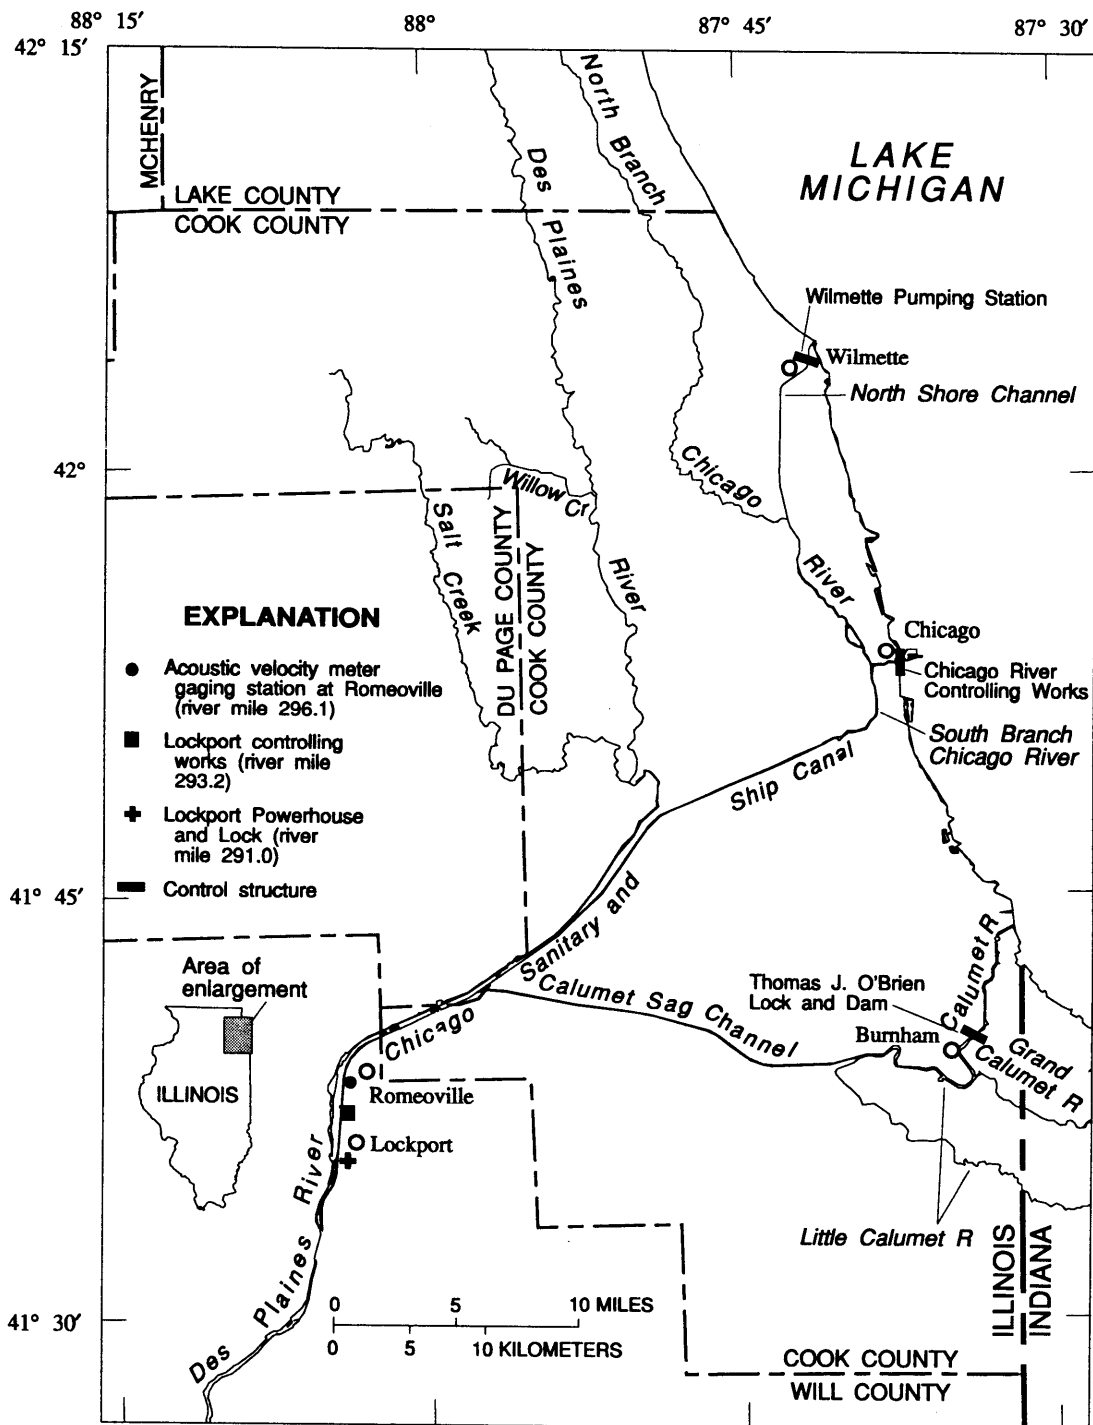 88° 15′
88°
87° 45′
87° 30′
42° 15′
MCHENRY
LAKE COUNTY
COOK COUNTY
Des Plaines
River
North Branch
Chicago
River
LAKE
MICHIGAN
Wilmette Pumping Station
Wilmette
North Shore Channel
42°
Willow Cr
Salt Creek
DU PAGE COUNTY
COOK COUNTY
Chicago
Chicago River
Controlling Works
South Branch
Chicago River
EXPLANATION
Acoustic velocity meter
gaging station at Romeoville
(river mile 296.1)
Lockport controlling
works (river mile
293.2)
Lockport Powerhouse
and Lock (river
mile 291.0)
Control structure
41° 45′
Chicago
Sanitary and
Ship Canal
Calumet Sag Channel
Calumet R
Thomas J. O'Brien
Lock and Dam
Burnham
Grand
Calumet R
Area of
enlargement
ILLINOIS
Romeoville
Lockport
Little Calumet R
ILLINOIS
INDIANA
Des Plaines River
41° 30′
0 5 10 MILES
0 5 10 KILOMETERS
COOK COUNTY
WILL COUNTY